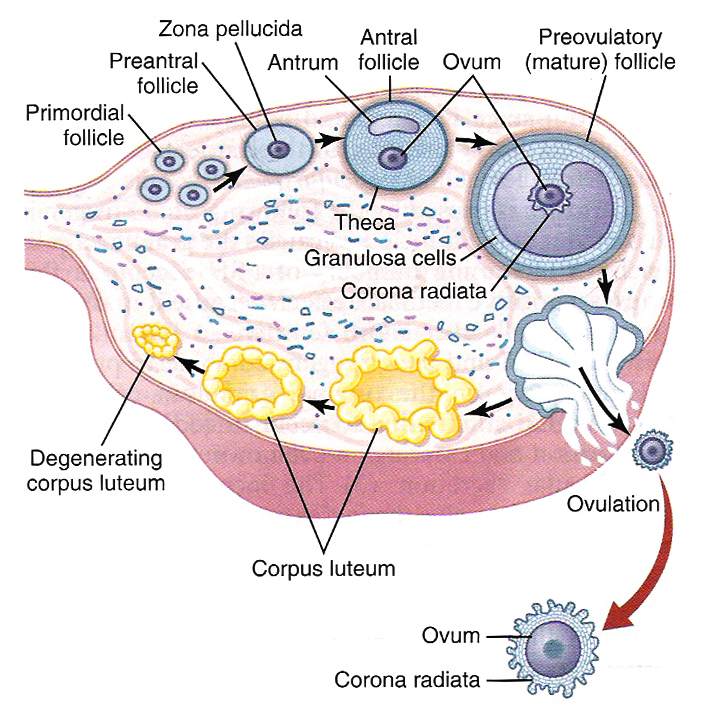 Zona pellucida
Preantral
follicle
Antrum
Antral
follicle
Ovum
Preovulatory
(mature) follicle
Primordial
follicle
Theca
Granulosa cells
Corona radiata
Degenerating
corpus luteum
Corpus luteum
Ovulation
Ovum
Corona radiata